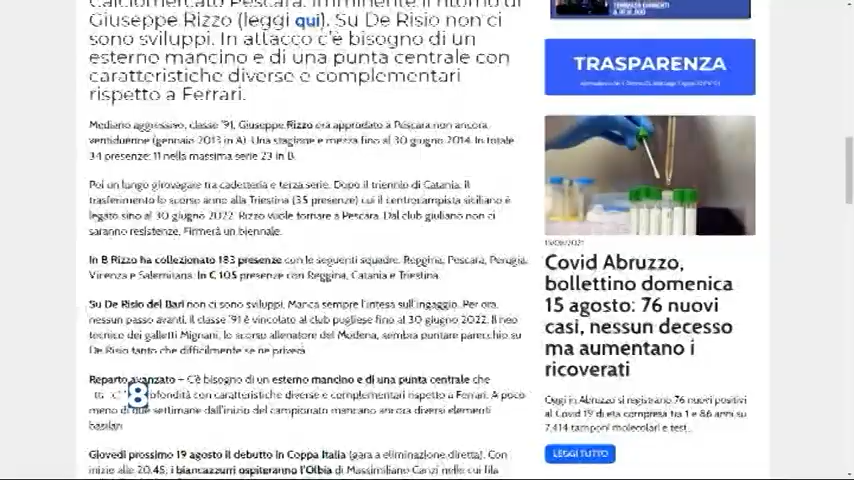 Calciomercato Pescara. Imminente il ritorno di
Giuseppe Rizzo (leggi qui). Su De Risio non ci
sono sviluppi. In attacco c'è bisogno di un
esterno mancino e di una punta centrale con
caratteristiche diverse e complementari
rispetto a Ferrari.
Mediano aggressivo, classe '91, Giuseppe Rizzo era approdato a Pescara non ancora
ventiduenne (gennaio 2013 in A). Una stagione e mezza fino al 30 giugno 2014. In totale
34 presenze: 11 nella massima serie 23 in B.
Poi un lungo girovagare tra cadetteria e terza serie. Dopo il triennio di Catania, il
trasferimento lo scorso anno alla Triestina (35 presenze) cui il centrocampista siciliano è
legato sino al 30 giugno 2022. Rizzo vuole tornare a Pescara. Dal club giuliano non ci
saranno resistenze. Firmerà un biennale.
In B Rizzo ha collezionato 183 presenze con le seguenti squadre: Reggina, Pescara, Perugia,
Vicenza e Salernitana. In C 105 presenze con Reggina, Catania e Triestina.
Su De Risio del Bari non ci sono sviluppi. Manca sempre l'intesa sull'ingaggio. Per ora,
nessun passo avanti, il classe '91 è vincolato al club pugliese fino al 30 giugno 2022. Il neo
tecnico dei galletti Mignani, lo scorso allenatore del Modena, sembra puntare parecchio su
De Risio tanto che difficilmente se ne priverà.
Reparto avanzato – C'è bisogno di un esterno mancino e di una punta centrale che
profondità con caratteristiche diverse e complementari rispetto a Ferrari. A poco
meno di due settimane dall'inizio del campionato mancano ancora diversi elementi
basilari.
Giovedì prossimo 19 agosto il debutto in Coppa Italia (gara a eliminazione diretta). Con
inizio alle 20.45, i biancazzurri ospiteranno l'Olbia di Massimiliano Canzi nelle cui fila
8
TRASPARENZA
15/08/2021
Covid Abruzzo,
bollettino domenica
15 agosto: 76 nuovi
casi, nessun decesso
ma aumentano i
ricoverati
Oggi in Abruzzo si registrano 76 nuovi positivi
al Covid 19 di età compresa tra 1 e 86 anni su
7.414 tamponi molecolari e test...
LEGGI TUTTO